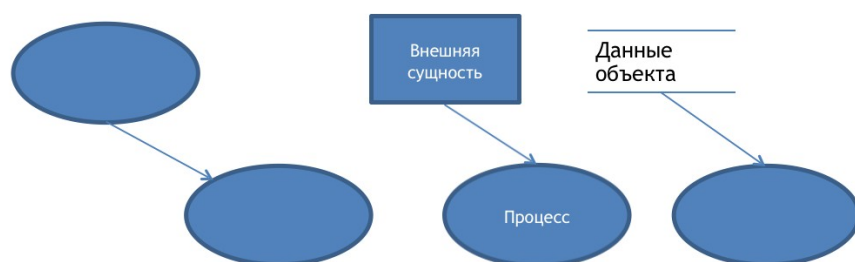 Внешняя
сущность
Данные
объекта
Процесс